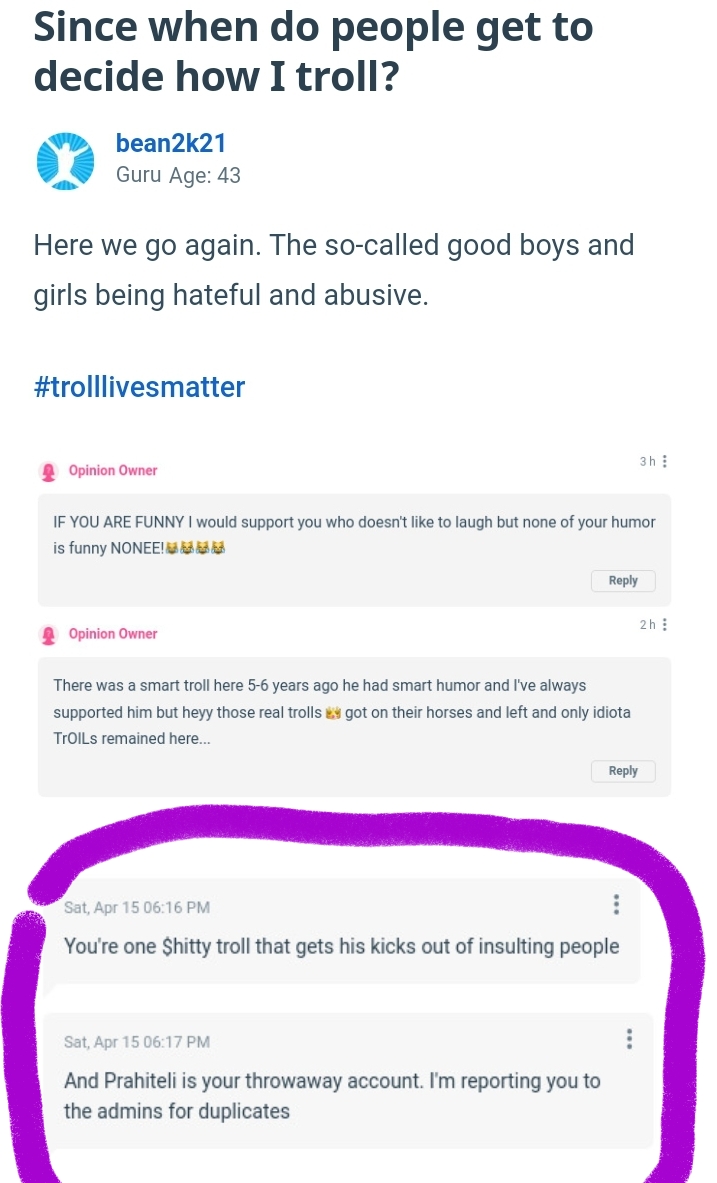 Since when do people get to
decide how I troll?
bean2k21
Guru Age: 43
Here we go again. The so-called good boys and
girls being hateful and abusive.
#trolllivesmatter
Opinion Owner
3 h
IF YOU ARE FUNNY I would support you who doesn't like to laugh but none of your humor
is funny NONEE!😹😹😹😹
Reply
Opinion Owner
2 h
There was a smart troll here 5-6 years ago he had smart humor and I've always
supported him but heyy those real trolls 👑 got on their horses and left and only idiota
TrOlLs remained here...
Reply
Sat, Apr 15 06:16 PM
You're one $hitty troll that gets his kicks out of insulting people
Sat, Apr 15 06:17 PM
And Prahiteli is your throwaway account. I'm reporting you to
the admins for duplicates